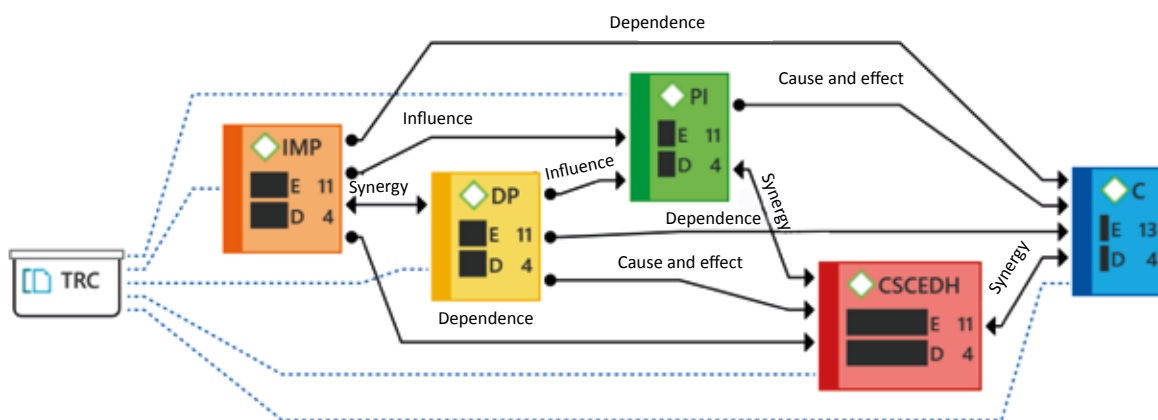 Dependence
Cause and effect
PI
E 11
D 4
Influence
IMP
E 11
D 4
Synergy
Influence
DP
E 11
D 4
Synergy
Dependence
C
E 13
D 4
Cause and effect
TRC
CSCEDH
E 11
D 4
Synergy
Dependence